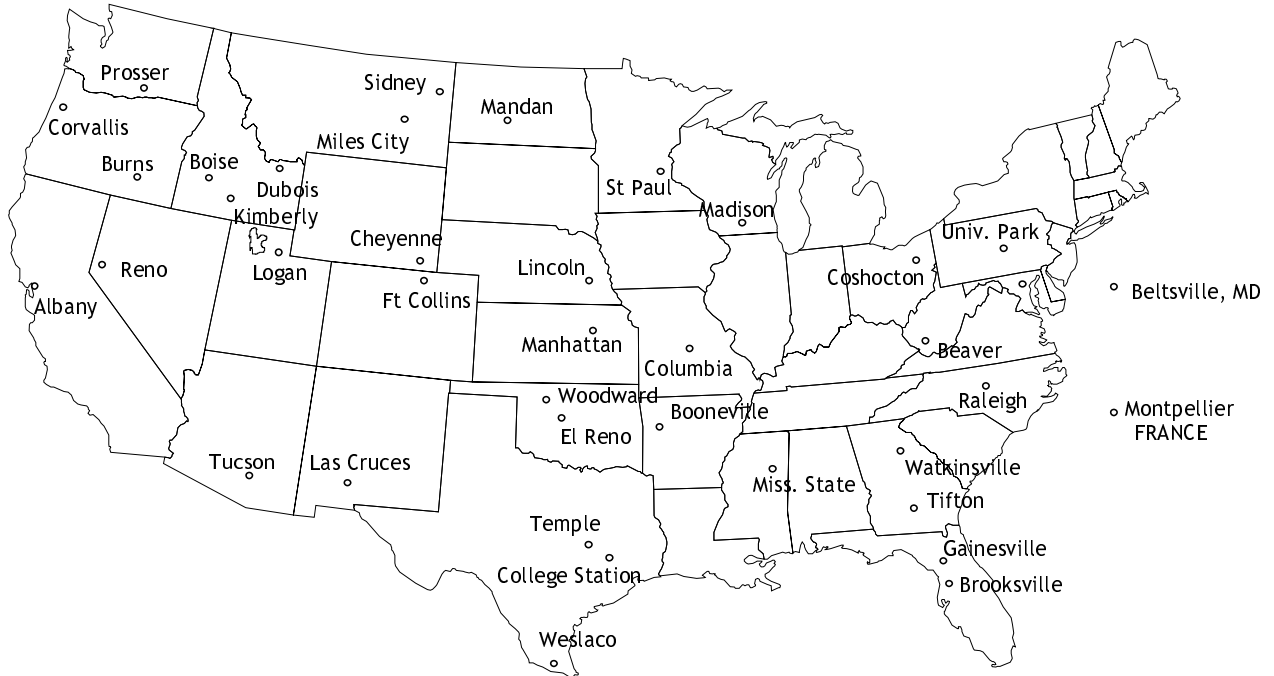 Prosser
Sidney
Mandan
Corvallis
Miles City
Burns
Boise
Dubois
St Paul
Kimberly
Madison
Cheyenne
Univ. Park
Reno
Logan
Lincoln
Coshocton
Albany
Ft Collins
Beltsville, MD
Manhattan
Columbia
Beaver
Woodward
Booneville
Raleigh
Montpellier
FRANCE
El Reno
Tucson
Las Cruces
Watkinsville
Miss. State
Tifton
Temple
Gainesville
College Station
Brooksville
Weslaco